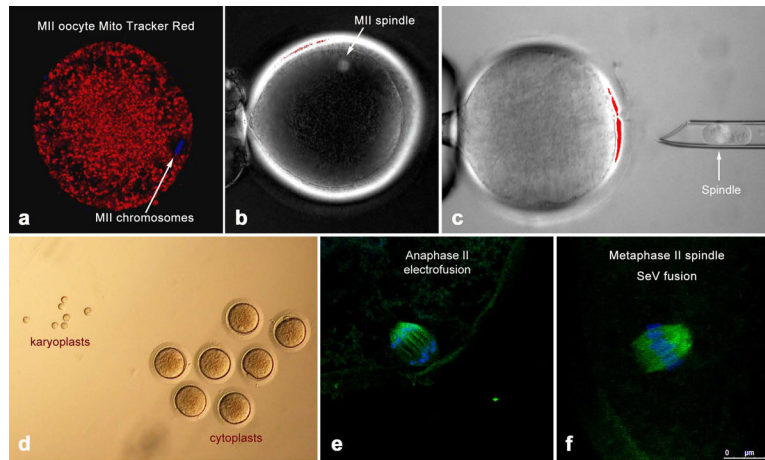 MII oocyte Mito Tracker Red
MII chromosomes
a
MII spindle
b
Spindle
c
karyoplasts
cytoplasts
d
Anaphase II
electrofusion
e
Metaphase II spindle
SeV fusion
f
0 µm